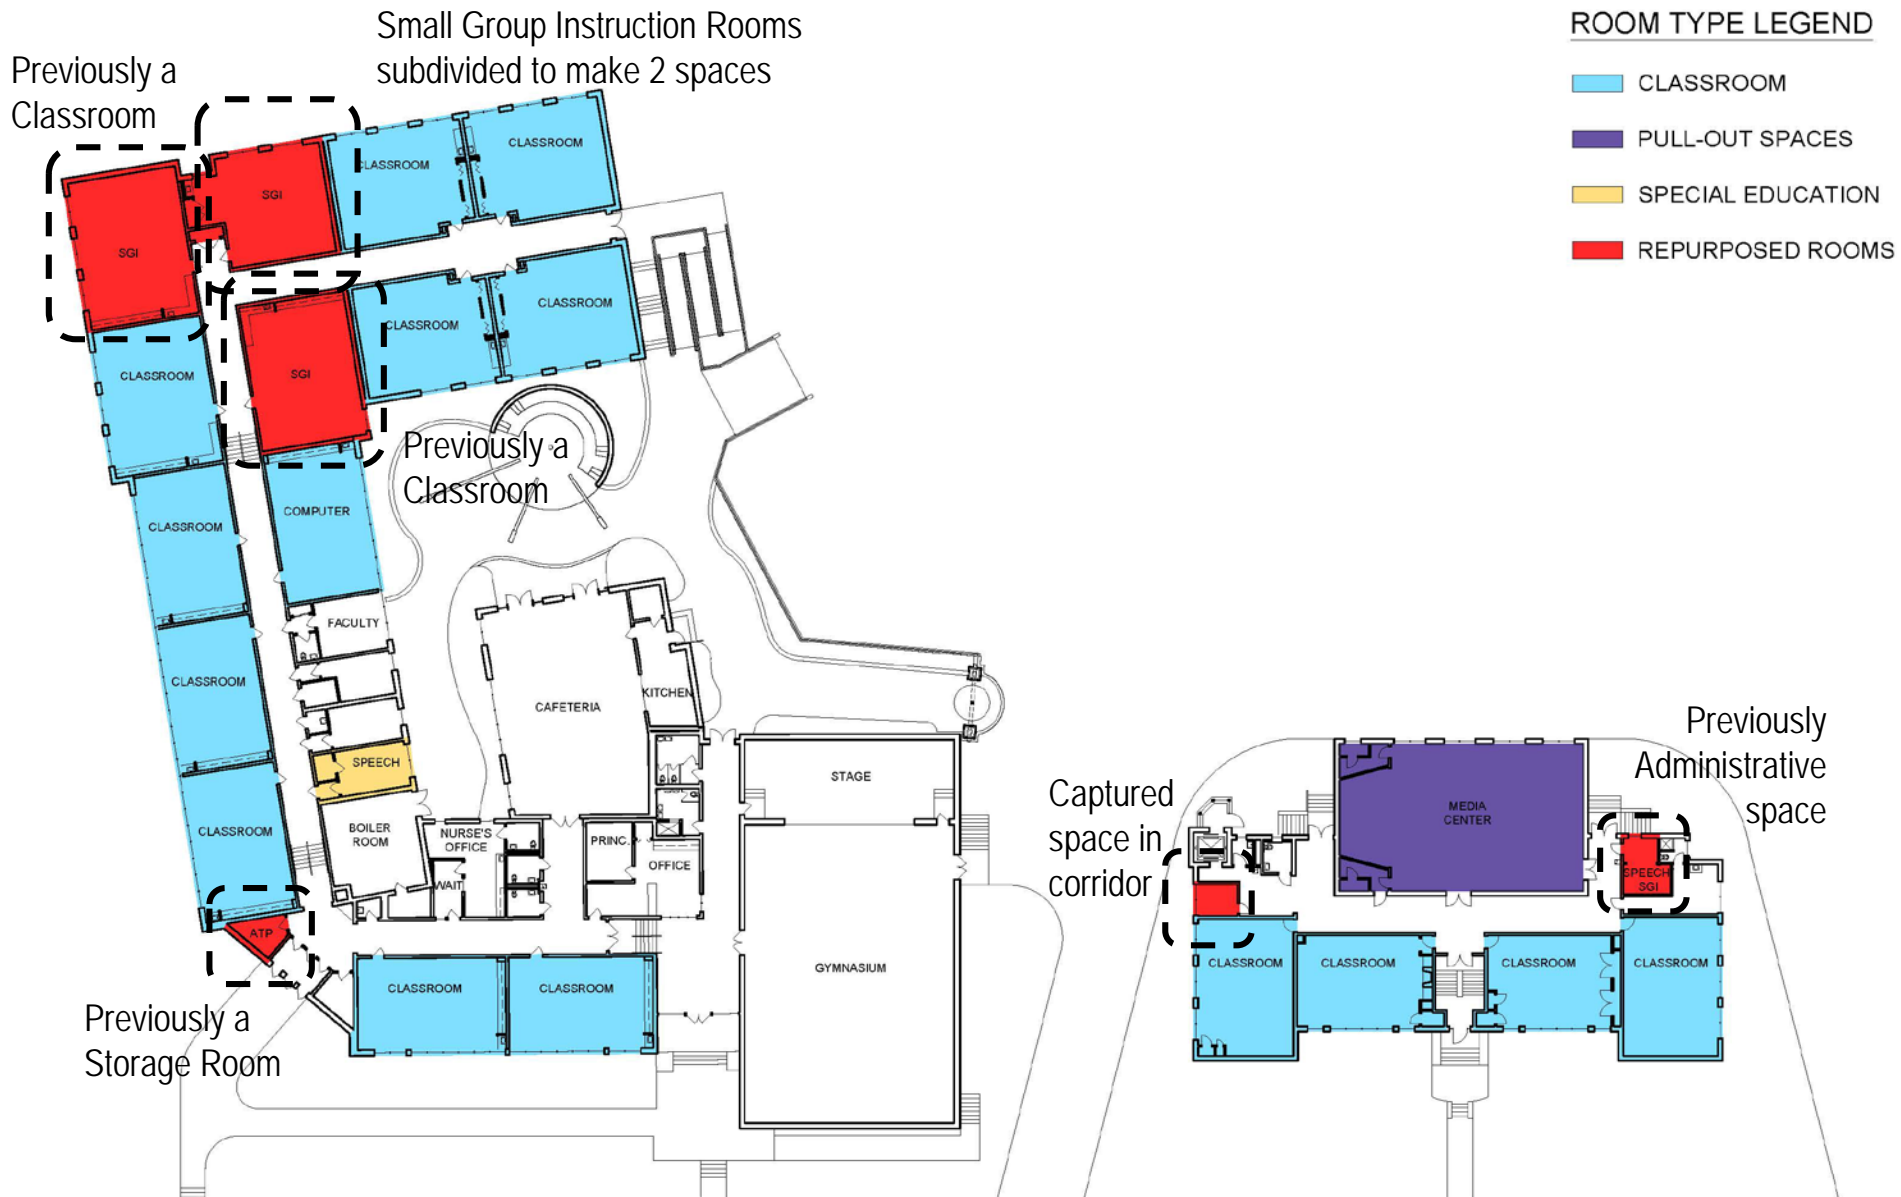 Small Group Instruction Rooms
subdivided to make 2 spaces
Previously a
Classroom
ROOM TYPE LEGEND
CLASSROOM
PULL-OUT SPACES
SPECIAL EDUCATION
REPURPOSED ROOMS
CLASSROOM
CLASSROOM
SGI
SGI
CLASSROOM
CLASSROOM
SGI
CLASSROOM
Previously a
Classroom
COMPUTER
CLASSROOM
FACULTY
CLASSROOM
KITCHEN
CAFETERIA
SPEECH
STAGE
CLASSROOM
BOILER
ROOM
NURSE'S
OFFICE
PRINC.
OFFICE
WAIT
ATP
GYMNASIUM
CLASSROOM
CLASSROOM
Previously a
Storage Room
Previously
Administrative
space
Captured
space in
corridor
MEDIA
CENTER
SPEECH
SGI
CLASSROOM
CLASSROOM
CLASSROOM
CLASSROOM